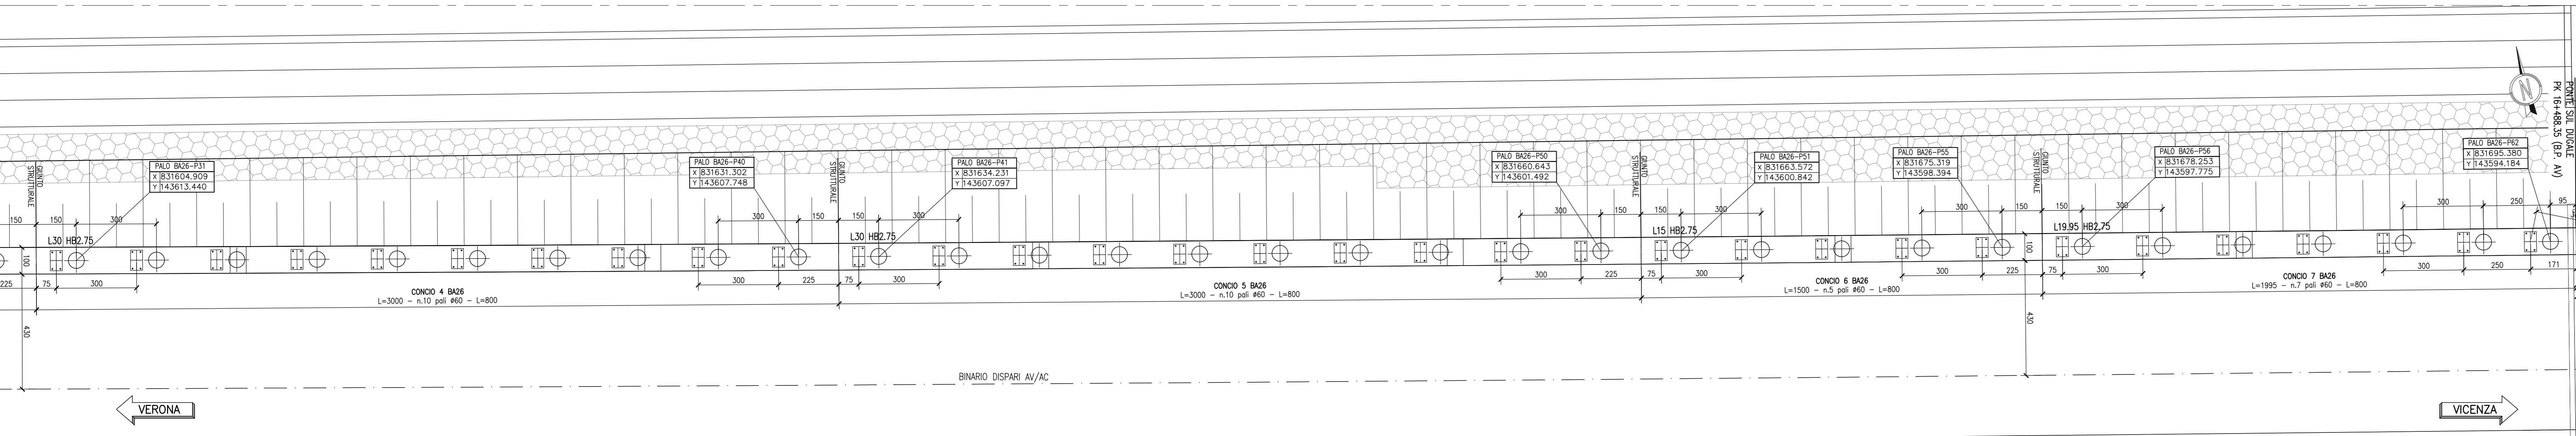 PONTE SUL DUGALE
PK 16+488.35 (B.P. AV)
N
PALO BA26-P31
X 831604.909
Y 143613.440
PALO BA26-P40
X 831631.302
Y 143607.748
PALO BA26-P41
X 831634.231
Y 143607.097
PALO BA26-P50
X 831660.643
Y 143601.492
PALO BA26-P51
X 831663.572
Y 143600.842
PALO BA26-P55
X 831675.319
Y 143598.394
PALO BA26-P56
X 831678.253
Y 143597.775
PALO BA26-P62
X 831695.380
Y 143594.184
GIUNTO
STRUTTURALE
GIUNTO
STRUTTURALE
GIUNTO
STRUTTURALE
GIUNTO
STRUTTURALE
150 150 300 300 150 150 300 300 150 150 300 300 150 150 300 300 250 95
L30 HB2.75
L30 HB2.75
L15 HB2.75
L19.95 HB2.75
100
100
225 75 300 300 225 75 300 300 225 75 300 300 225 75 300 300 250 171
CONCIO 4 BA26
L=3000 - n.10 pali ø60 - L=800
CONCIO 5 BA26
L=3000 - n.10 pali ø60 - L=800
CONCIO 6 BA26
L=1500 - n.5 pali ø60 - L=800
CONCIO 7 BA26
L=1995 - n.7 pali ø60 - L=800
430
430
BINARIO DISPARI AV/AC
VERONA
VICENZA